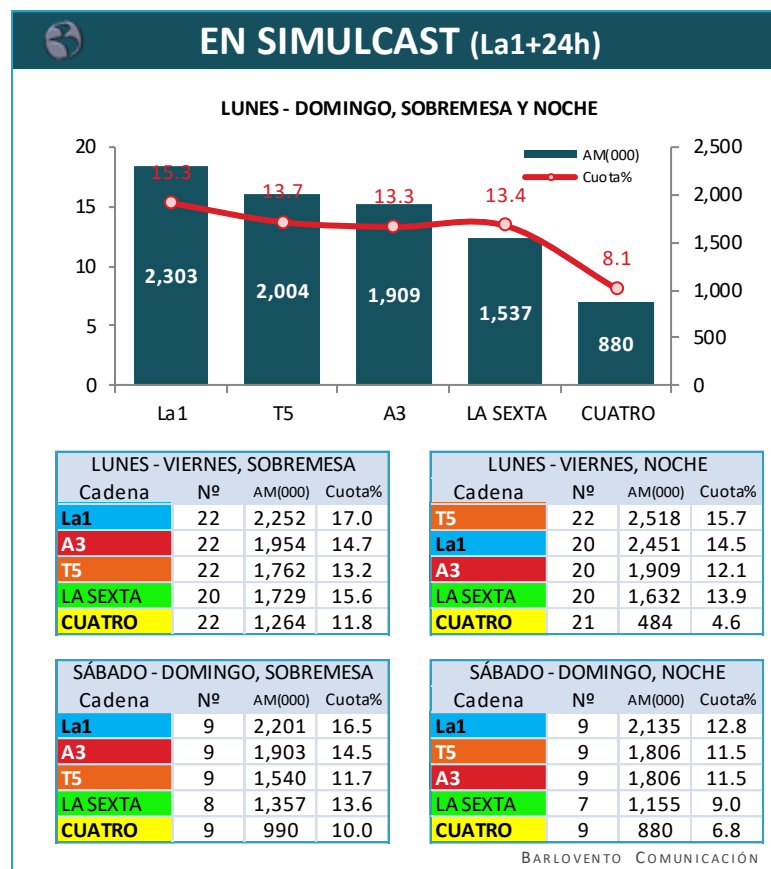 EN SIMULCAST (La1+24h)
LUNES - DOMINGO, SOBREMESA Y NOCHE
20 2,500
AM(000)
Cuota%
15.3 13.7 13.3 13.4
15 2,000
1,500
10 8.1
1,000
2,303 2,004 1,909 1,537 880
5 500
0 0
La1 T5 A3 LA SEXTA CUATRO
LUNES - VIERNES, SOBREMESA
Cadena Nº AM(000) Cuota%
La1 22 2,252 17.0
A3 22 1,954 14.7
T5 22 1,762 13.2
LA SEXTA 20 1,729 15.6
CUATRO 22 1,264 11.8
LUNES - VIERNES, NOCHE
Cadena Nº AM(000) Cuota%
T5 22 2,518 15.7
La1 20 2,451 14.5
A3 20 1,909 12.1
LA SEXTA 20 1,632 13.9
CUATRO 21 484 4.6
SÁBADO - DOMINGO, SOBREMESA
Cadena Nº AM(000) Cuota%
La1 9 2,201 16.5
A3 9 1,903 14.5
T5 9 1,540 11.7
LA SEXTA 8 1,357 13.6
CUATRO 9 990 10.0
SÁBADO - DOMINGO, NOCHE
Cadena Nº AM(000) Cuota%
La1 9 2,135 12.8
T5 9 1,806 11.5
A3 9 1,806 11.5
LA SEXTA 7 1,155 9.0
CUATRO 9 880 6.8
BARLOVENTO COMUNICACIÓN